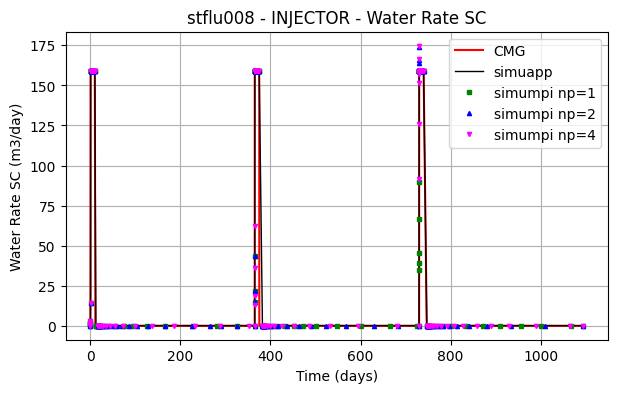 stflu008 - INJECTOR - Water Rate SC
175
150
125
100
75
50
25
0
Water Rate SC (m3/day)
CMG
simuapp
simumpi np=1
simumpi np=2
simumpi np=4
0
200
400
600
800
1000
Time (days)